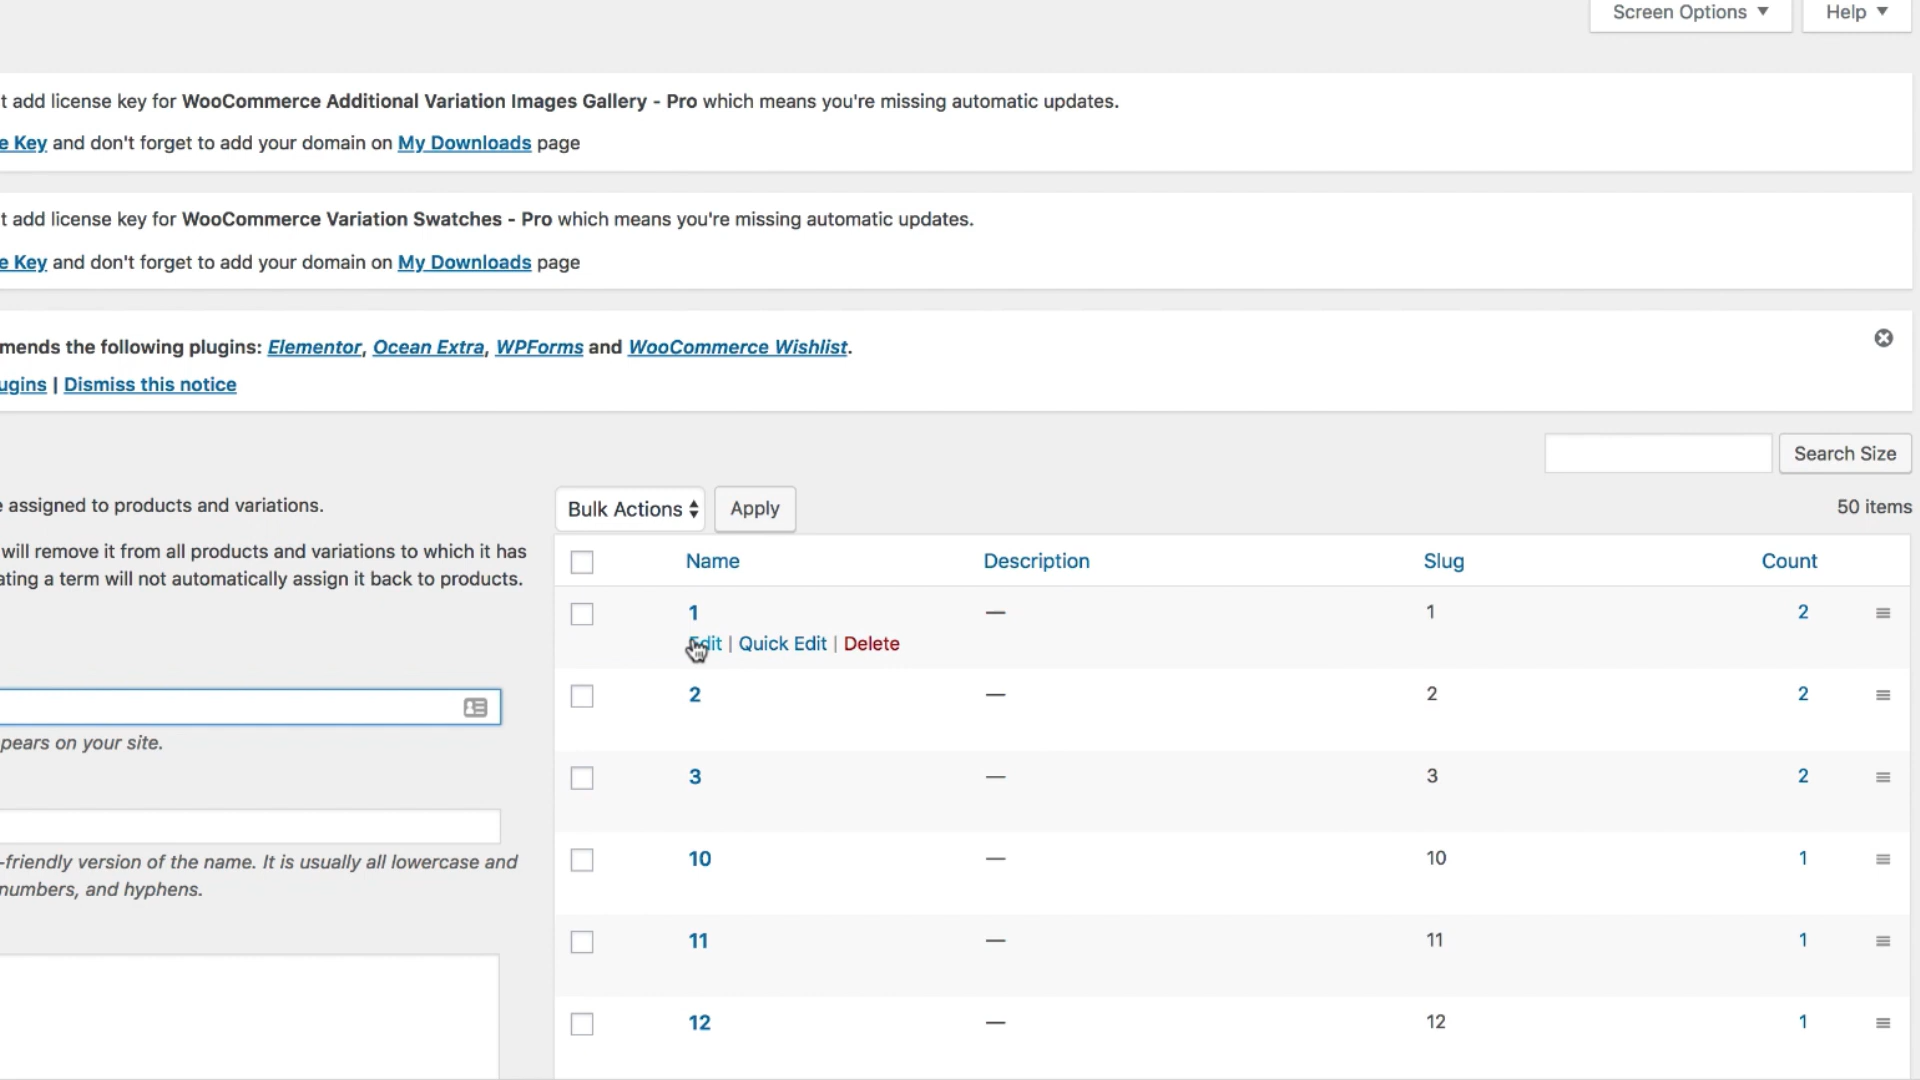 Screen Options ▼ Help ▼
t add license key for WooCommerce Additional Variation Images Gallery - Pro which means you're missing automatic updates.
e Key and don't forget to add your domain on My Downloads page
t add license key for WooCommerce Variation Swatches - Pro which means you're missing automatic updates.
e Key and don't forget to add your domain on My Downloads page
mends the following plugins: Elementor, Ocean Extra, WPForms and WooCommerce Wishlist.
ugins | Dismiss this notice
Search Size
e assigned to products and variations.
Bulk Actions Apply 50 items
will remove it from all products and variations to which it has
ating a term will not automatically assign it back to products.
Name Description Slug Count
1 — 1 2
Edit | Quick Edit | Delete
2 — 2 2
pears on your site.
3 — 3 2
-friendly version of the name. It is usually all lowercase and
numbers, and hyphens.
10 — 10 1
11 — 11 1
12 — 12 1